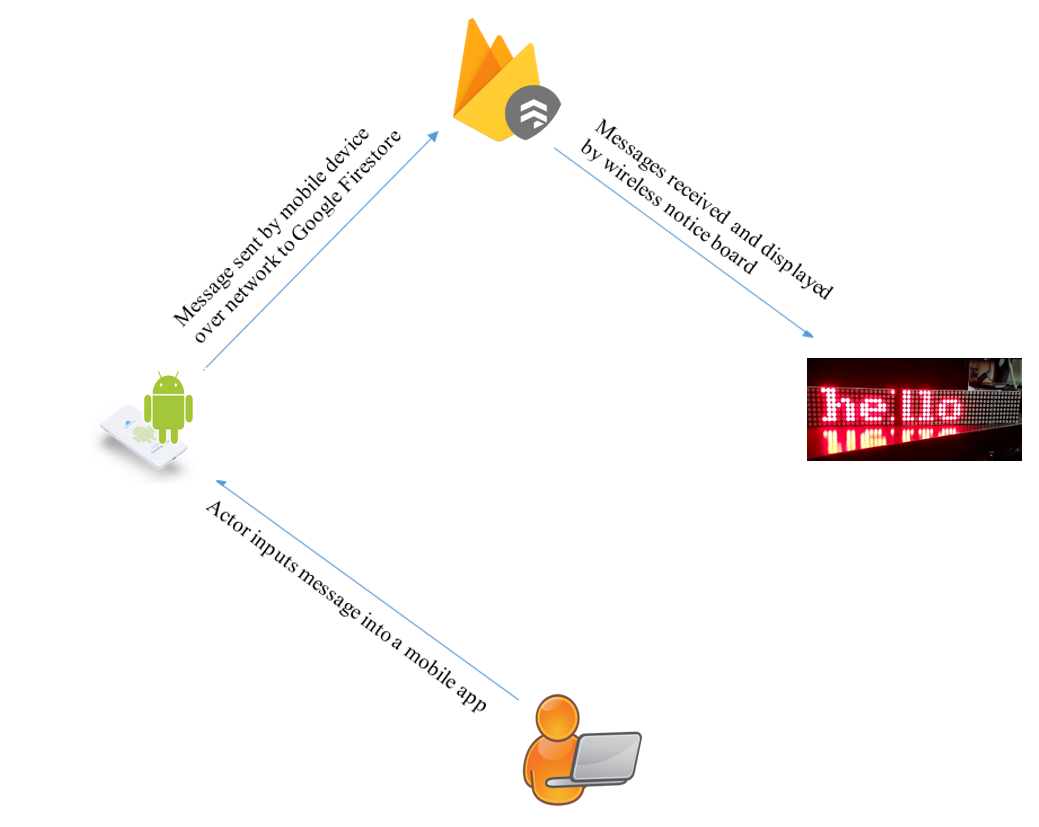 Message sent by mobile device
over network to Google Firestore
Messages received and displayed
by wireless notice board
hello
Actor inputs message into a mobile app